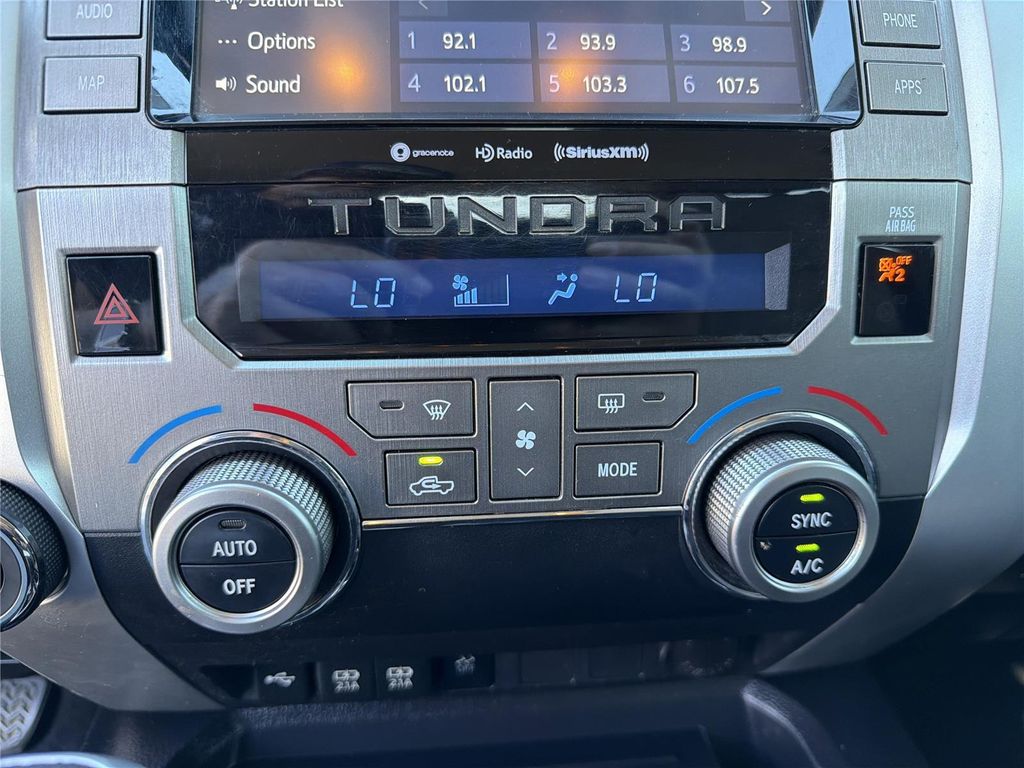 AUDIO
Station List
PHONE
Options
1 92.1
2 93.9
3 98.9
MAP
Sound
4 102.1
5 103.3
6 107.5
APPS
gracenote
HD Radio
((SiriusXM))
TUNDRA
PASS
AIR BAG
OFF
2
LO
LO
MODE
AUTO
OFF
SYNC
A/C